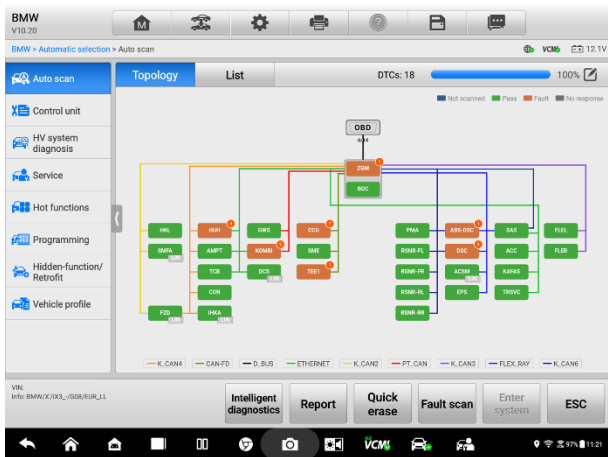 BMW
V10.20
BMW > Automatic selection > Auto scan
VCMI 12.1V
Auto scan
Control unit
HV system
diagnosis
Service
Hot functions
Programming
Hidden-function/
Retrofit
Vehicle profile
Topology List DTCs: 18 100%
Not scanned Pass Fault No response
OBD
ZGM
BDC
HKL HUH GWS CCU PMA ABS-DSC SAS FLEL
SMFA AMPT KOMBI SME RSNR-FL DSC ACC FLER
TCB DCS TEE1 RSNR-FR ACSM KAFAS
CON RSNR-RL EPS TRSVC
FZD IHKA RSNR-RR
K_CAN4 CAN-FD D_BUS ETHERNET K_CAN2 PT_CAN K_CAN3 FLEX_RAY K_CAN6
VIN:
Info: BMW/X'/iX3_-/G08/EUR_LL
Intelligent
diagnostics
Report
Quick
erase
Fault scan
Enter
system
ESC
VCMI 97% 11:21